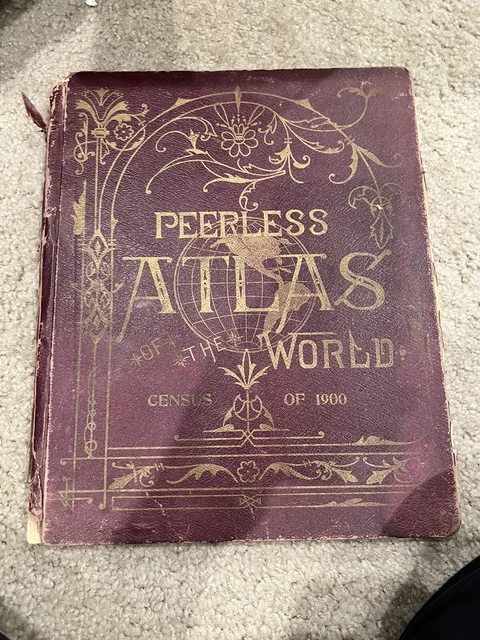 PEERLESS
ATLAS
OF THE WORLD
CENSUS OF 1900